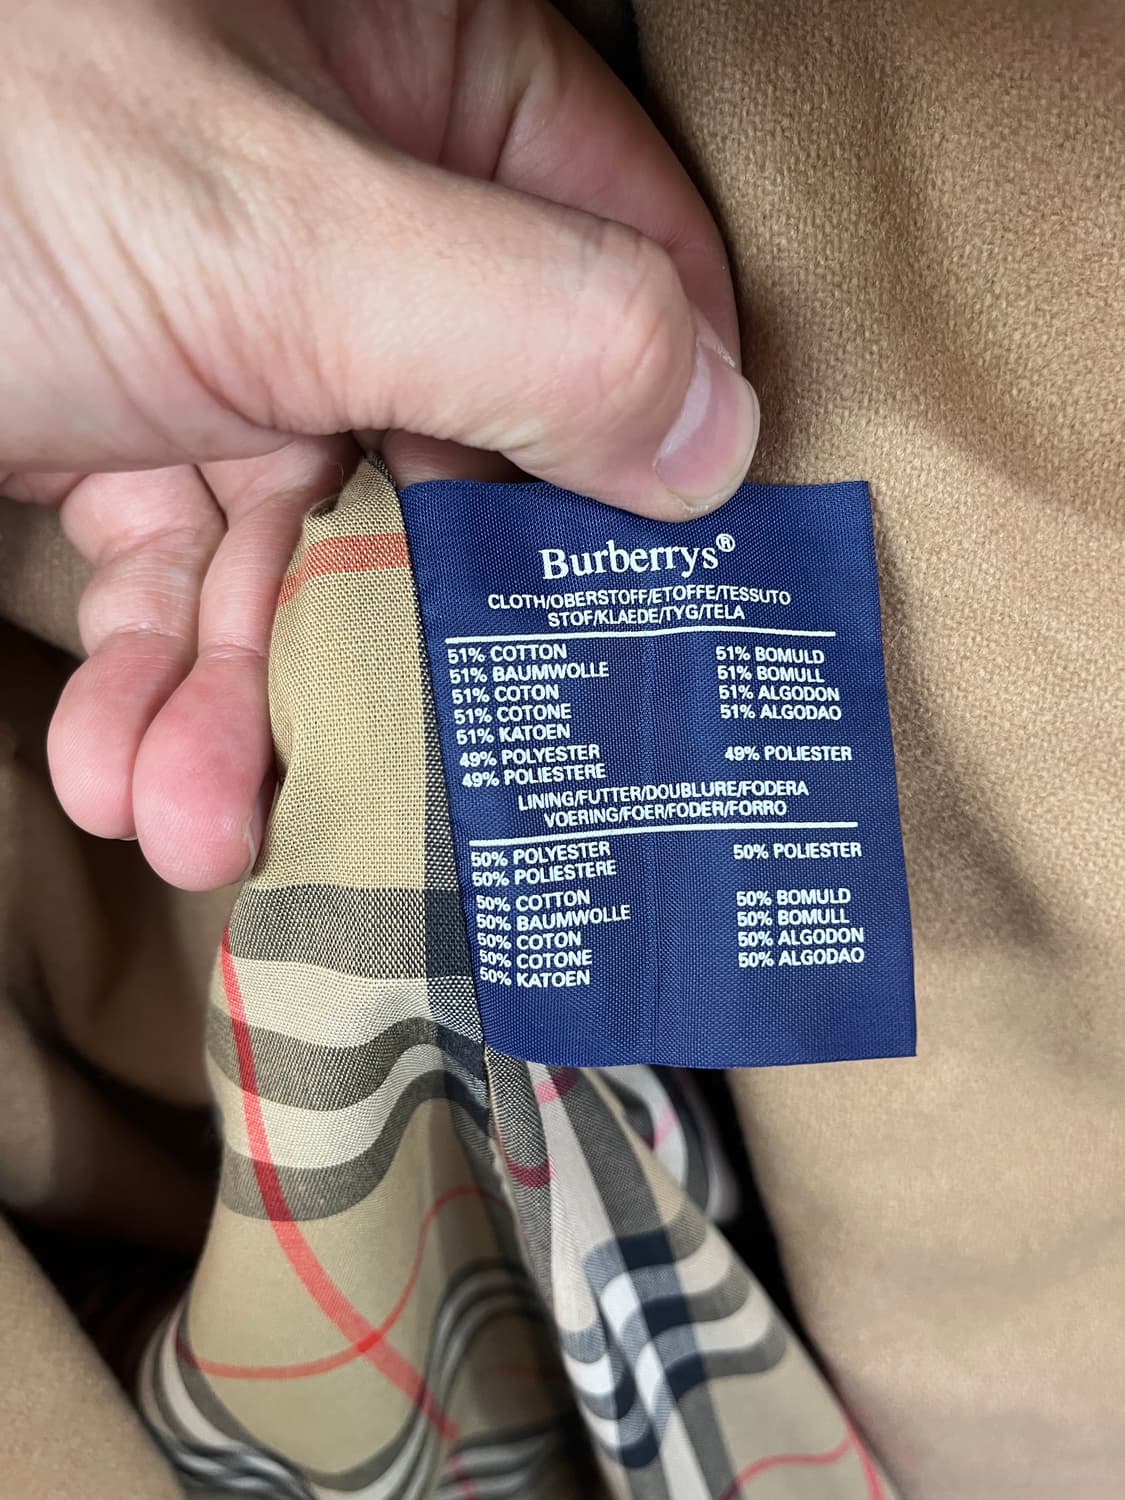 Burberrys®
CLOTH/OBERSTOFF/ETOFFE/TESSUTO
STOF/KLAEDE/TYG/TELA
51% COTTON 51% BOMULD
51% BAUMWOLLE 51% BOMULL
51% COTON 51% ALGODON
51% COTONE 51% ALGODAO
51% KATOEN
49% POLYESTER 49% POLIESTER
49% POLIESTERE
LINING/FUTTER/DOUBLURE/FODERA
VOERING/FOER/FODER/FORRO
50% POLYESTER 50% POLIESTER
50% POLIESTERE
50% COTTON 50% BOMULD
50% BAUMWOLLE 50% BOMULL
50% COTON 50% ALGODON
50% COTONE 50% ALGODAO
50% KATOEN